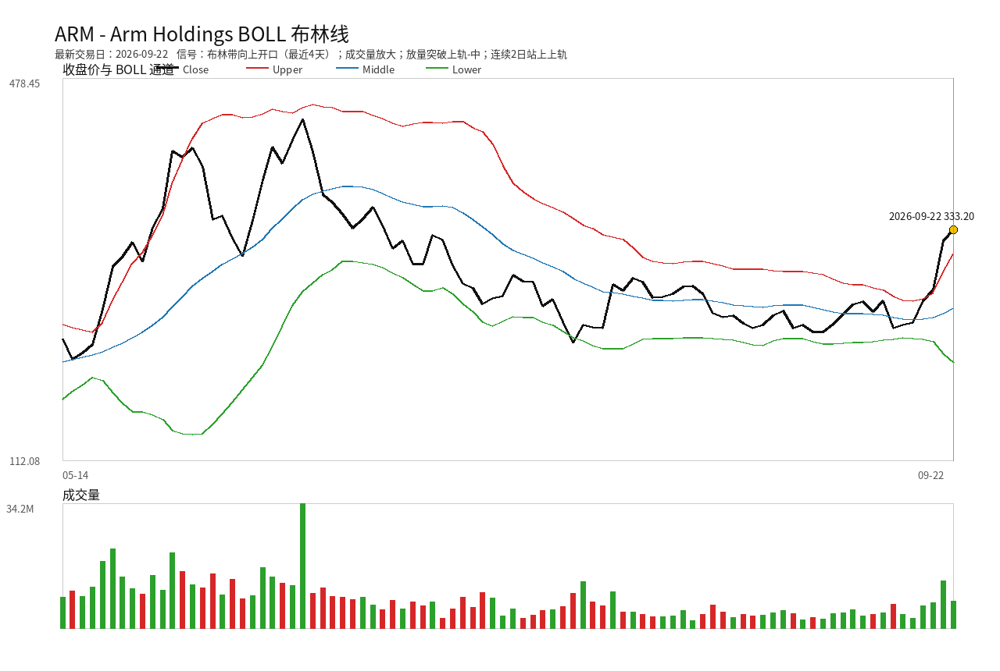 ARM - Arm Holdings BOLL 布林线
最新交易日：2026-09-22 信号：布林带向上开口（最近4天）；成交量放大；放量突破上轨-中；连续2日站上上轨
收盘价与 BOLL 通道 Close Upper Middle Lower
478.45
2026-09-22 333.20
112.08
05-14 09-22
成交量
34.2M